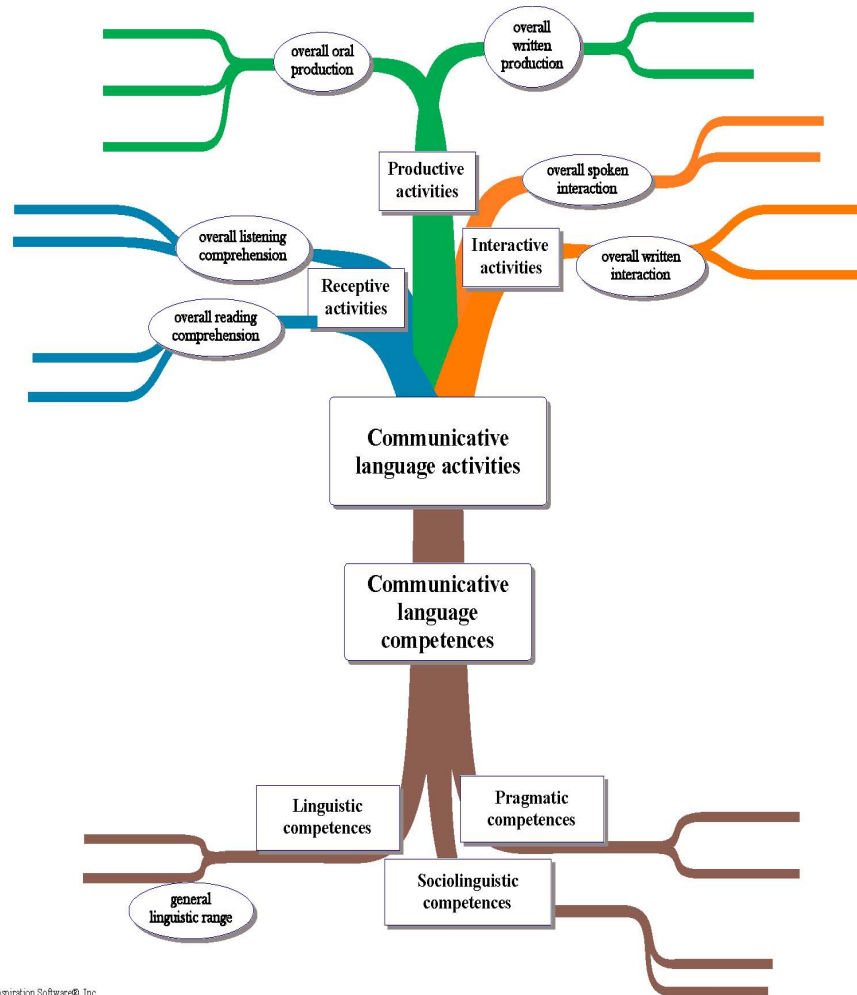 overall oral
production
overall
written
production
Productive
activities
overall spoken
interaction
overall listening
comprehension
Interactive
activities
overall written
interaction
Receptive
activities
overall reading
comprehension
Communicative
language activities
Communicative
language
competences
Linguistic
competences
Pragmatic
competences
Sociolinguistic
competences
general
linguistic range
Software®, Inc.